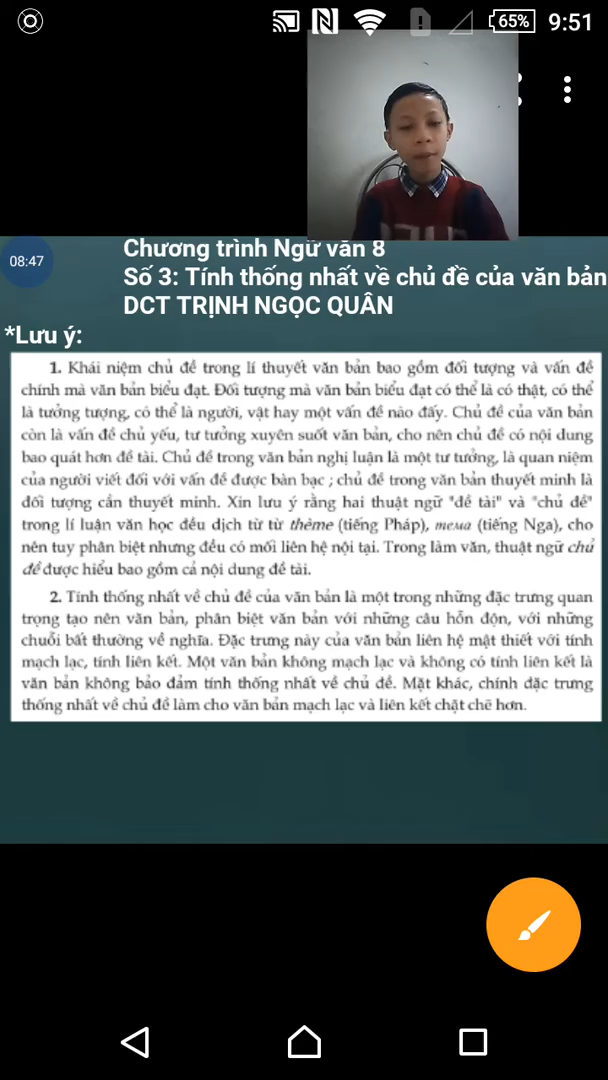 65% 9:51
08:47
Chương trình Ngữ văn 8
Số 3: Tính thống nhất về chủ đề của văn bản
DCT TRỊNH NGỌC QUÂN
*Lưu ý:
1. Khái niệm chủ đề trong lí thuyết văn bản bao gồm đối tượng và vấn đề
chính mà văn bản biểu đạt. Đối tượng mà văn bản biểu đạt có thể là có thật, có thể
là tưởng tượng, có thể là người, vật hay một vấn đề nào đấy. Chủ đề của văn bản
còn là vấn đề chủ yếu, tư tưởng xuyên suốt văn bản, cho nên chủ đề có nội dung
bao quát hơn đề tài. Chủ đề trong văn bản nghị luận là một tư tưởng, là quan niệm
của người viết đối với vấn đề được bàn bạc ; chủ đề trong văn bản thuyết minh là
đối tượng cần thuyết minh. Xin lưu ý rằng hai thuật ngữ "đề tài" và "chủ đề"
trong lí luận văn học đều dịch từ từ thème (tiếng Pháp), тема (tiếng Nga), cho
nên tuy phân biệt nhưng đều có mối liên hệ nội tại. Trong làm văn, thuật ngữ chủ
đề được hiểu bao gồm cả nội dung đề tài.
2. Tính thống nhất về chủ đề của văn bản là một trong những đặc trưng quan
trọng tạo nên văn bản, phân biệt văn bản với những câu hỗn độn, với những
chuỗi bất thường về nghĩa. Đặc trưng này của văn bản liên hệ mật thiết với tính
mạch lạc, tính liên kết. Một văn bản không mạch lạc và không có tính liên kết là
văn bản không bảo đảm tính thống nhất về chủ đề. Mặt khác, chính đặc trưng
thống nhất về chủ đề làm cho văn bản mạch lạc và liên kết chặt chẽ hơn.